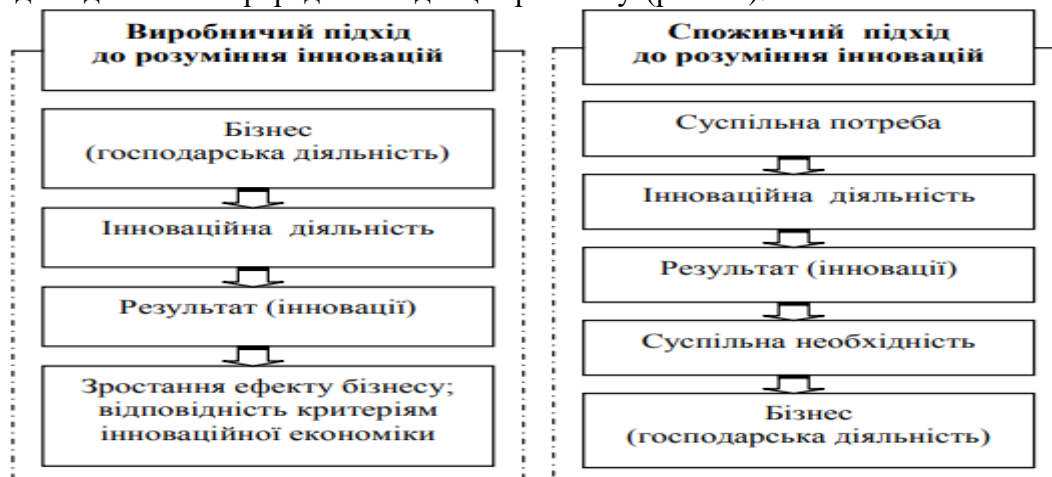 Виробничий підхід
до розуміння інновацій
Бізнес
(господарська діяльність)
Інноваційна діяльність
Результат (інновації)
Зростання ефекту бізнесу;
відповідність критеріям
інноваційної економіки
Споживчий підхід
до розуміння інновацій
Суспільна потреба
Інноваційна діяльність
Результат (інновації)
Суспільна необхідність
Бізнес
(господарська діяльність)